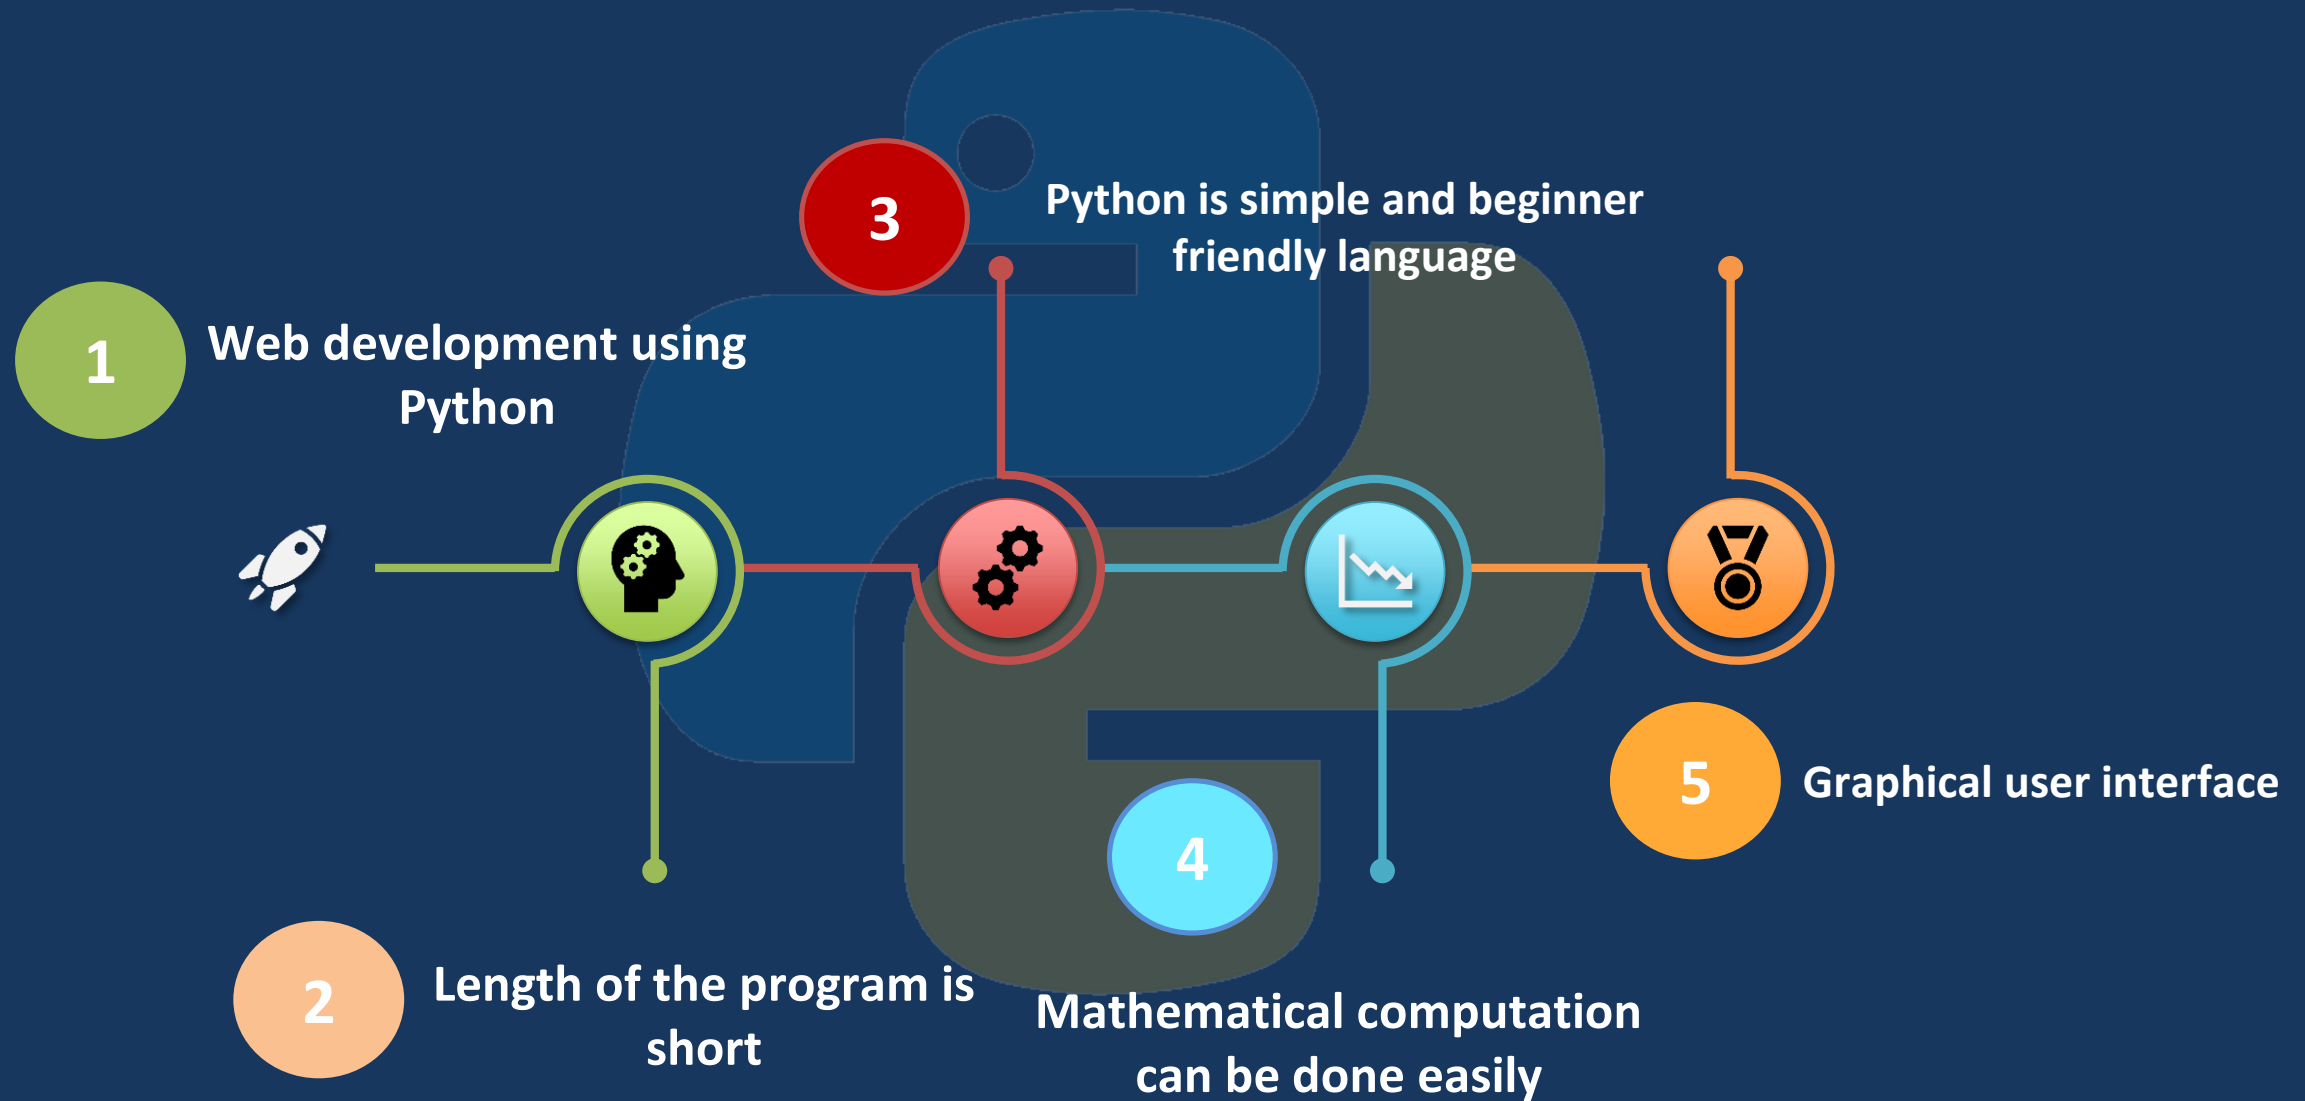 1
Web development using
Python
2
Length of the program is
short
3
Python is simple and beginner
friendly language
4
Mathematical computation
can be done easily
5
Graphical user interface